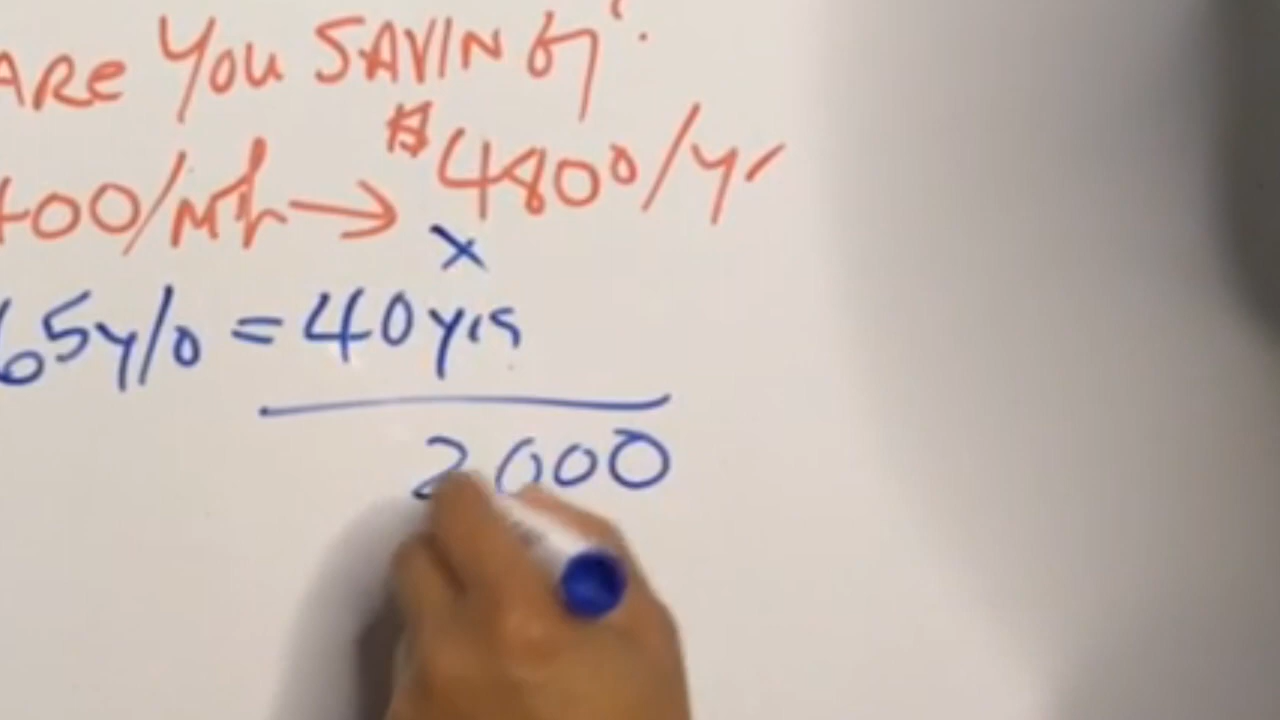 ARe You SAVING?
400/mth → $4800/yr
x
65y/o = 40yrs
2000